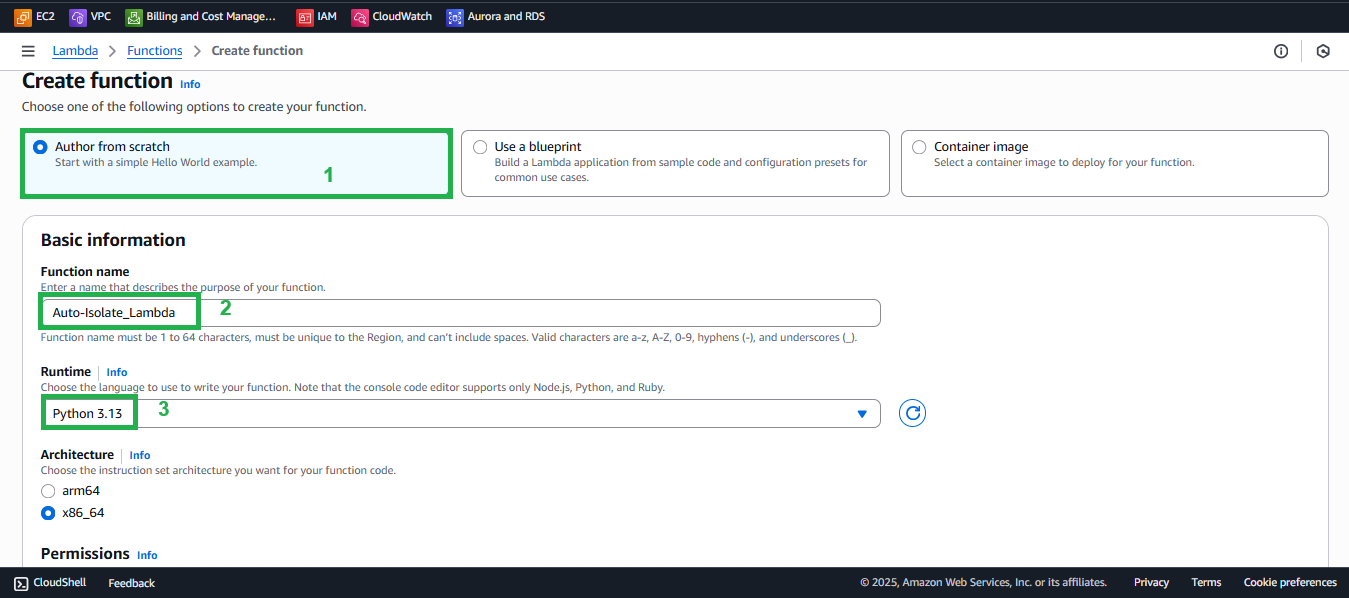 EC2 VPC Billing and Cost Manage... IAM CloudWatch Aurora and RDS
Lambda > Functions > Create function
Create function Info
Choose one of the following options to create your function.
Author from scratch
Start with a simple Hello World example.
1
Use a blueprint
Build a Lambda application from sample code and configuration presets for
common use cases.
Container image
Select a container image to deploy for your function.
Basic information
Function name
Enter a name that describes the purpose of your function.
Auto-Isolate_Lambda 2
Function name must be 1 to 64 characters, must be unique to the Region, and can't include spaces. Valid characters are a-z, A-Z, 0-9, hyphens (-), and underscores (_).
Runtime Info
Choose the language to use to write your function. Note that the console code editor supports only Node.js, Python, and Ruby.
Python 3.13 3
Architecture Info
Choose the instruction set architecture you want for your function code.
arm64
x86_64
Permissions Info
CloudShell Feedback © 2025, Amazon Web Services, Inc. or its affiliates. Privacy Terms Cookie preferences